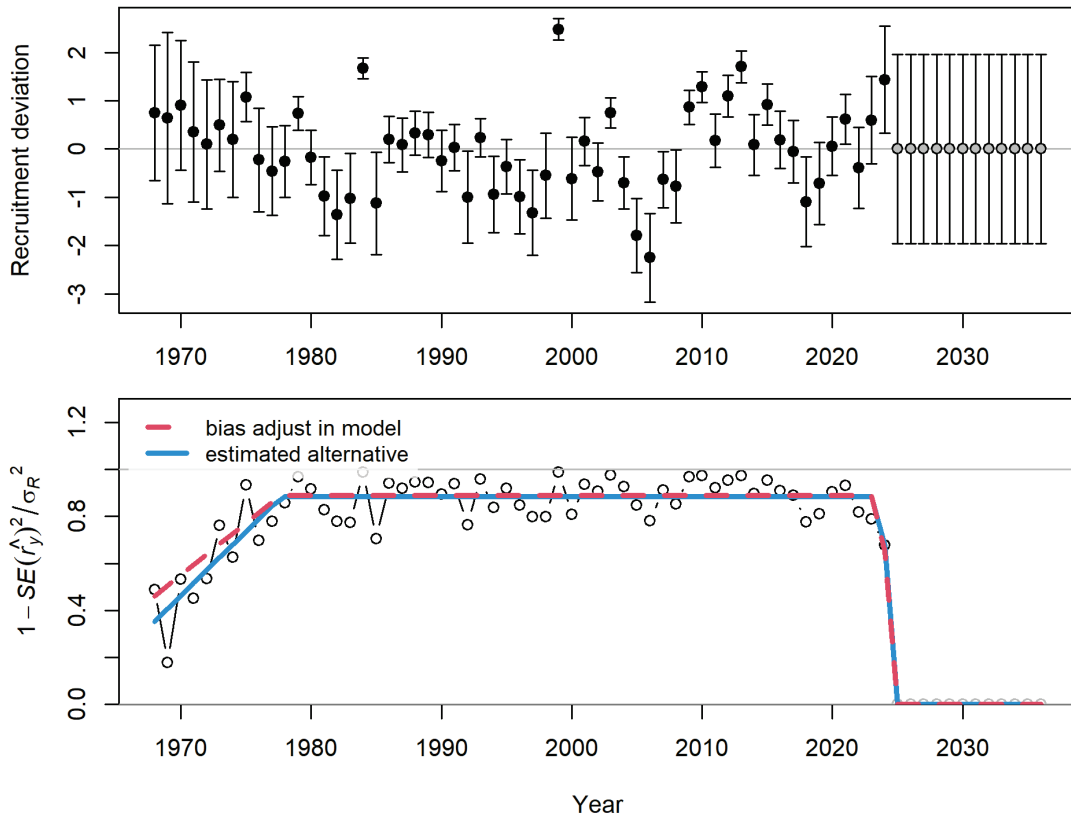 Recruitment deviation
2
1
0
-1
-2
-3
1970 1980 1990 2000 2010 2020 2030
1 − SE(r̂_y)² / σ_R²
1.2
0.8
0.4
0.0
bias adjust in model
estimated alternative
1970 1980 1990 2000 2010 2020 2030
Year